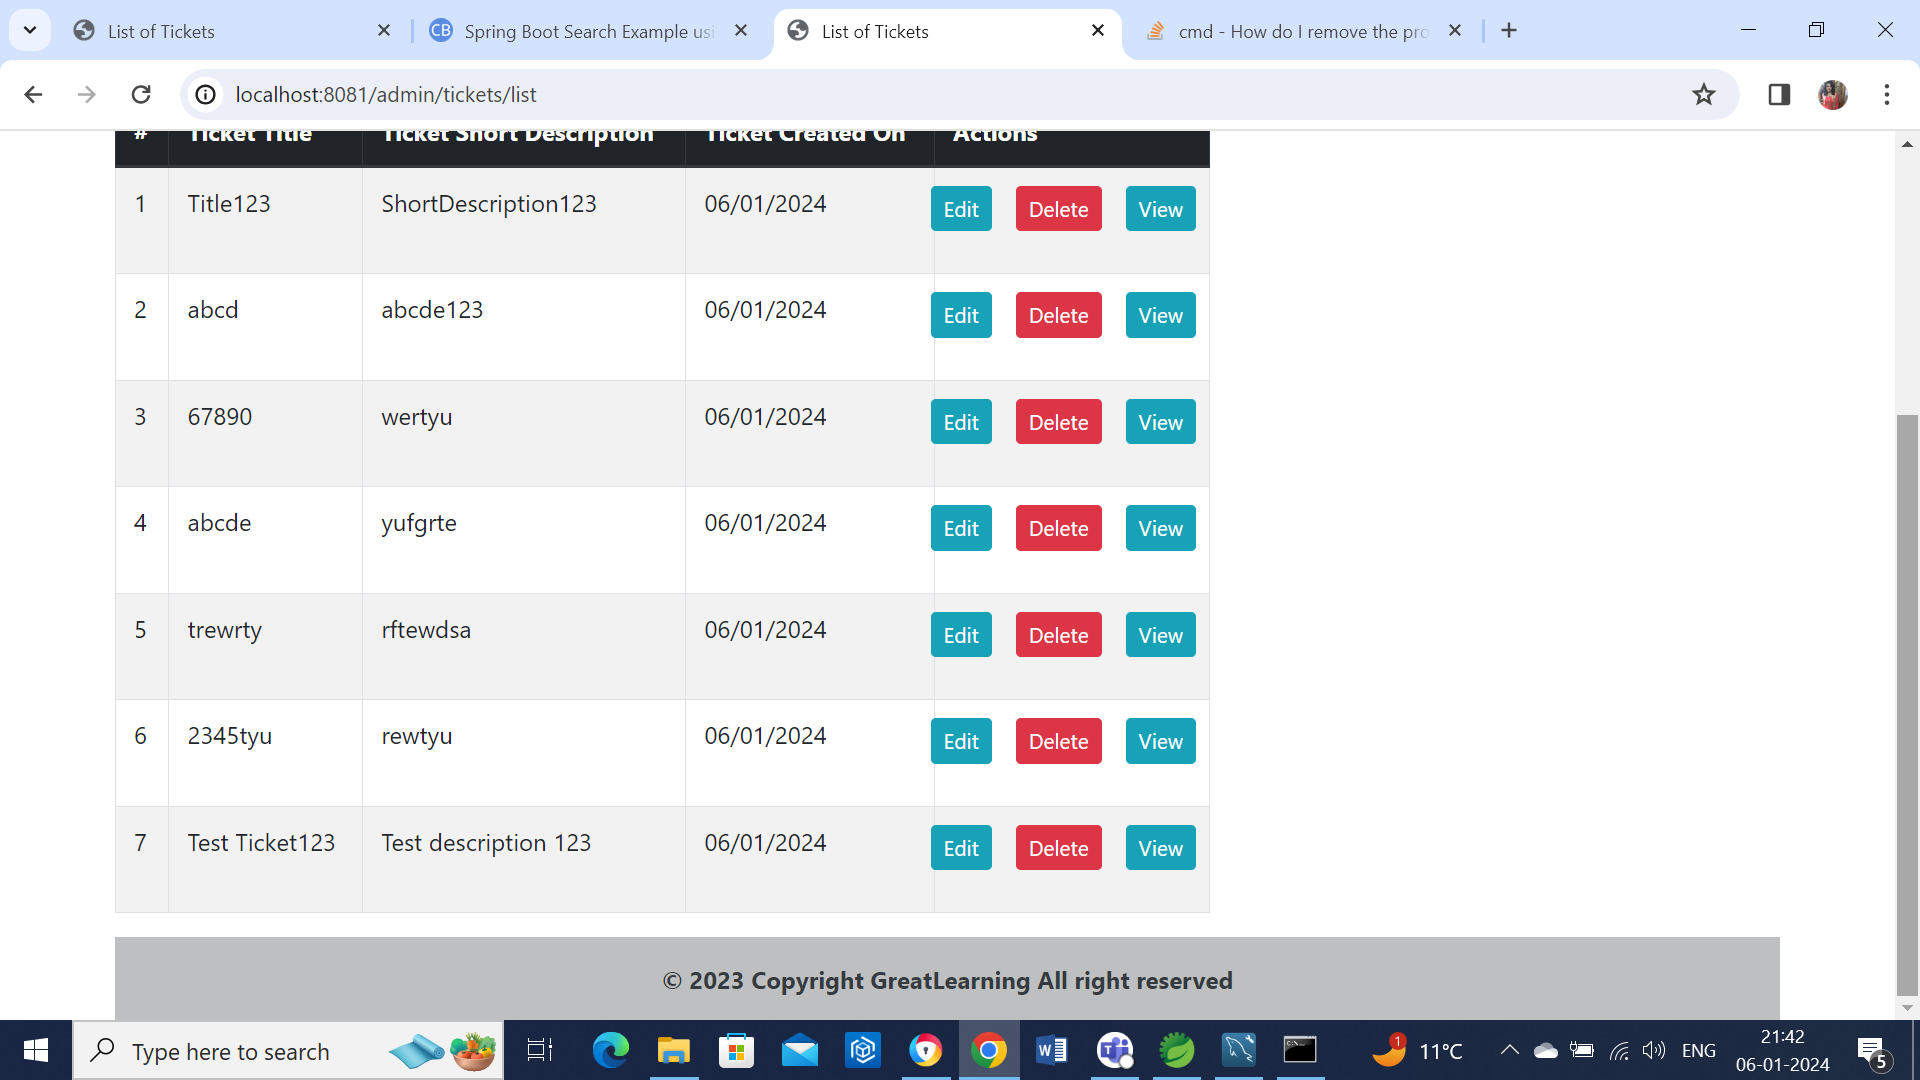 List of Tickets
Spring Boot Search Example usi
List of Tickets
cmd - How do I remove the pro
localhost:8081/admin/tickets/list
# Ticket Title Ticket Short Description Ticket Created On Actions
1 Title123 ShortDescription123 06/01/2024 Edit Delete View
2 abcd abcde123 06/01/2024 Edit Delete View
3 67890 wertyu 06/01/2024 Edit Delete View
4 abcde yufgrte 06/01/2024 Edit Delete View
5 trewrty rftewdsa 06/01/2024 Edit Delete View
6 2345tyu rewtyu 06/01/2024 Edit Delete View
7 Test Ticket123 Test description 123 06/01/2024 Edit Delete View
© 2023 Copyright GreatLearning All right reserved
Type here to search
1
11°C
ENG
21:42
06-01-2024
5